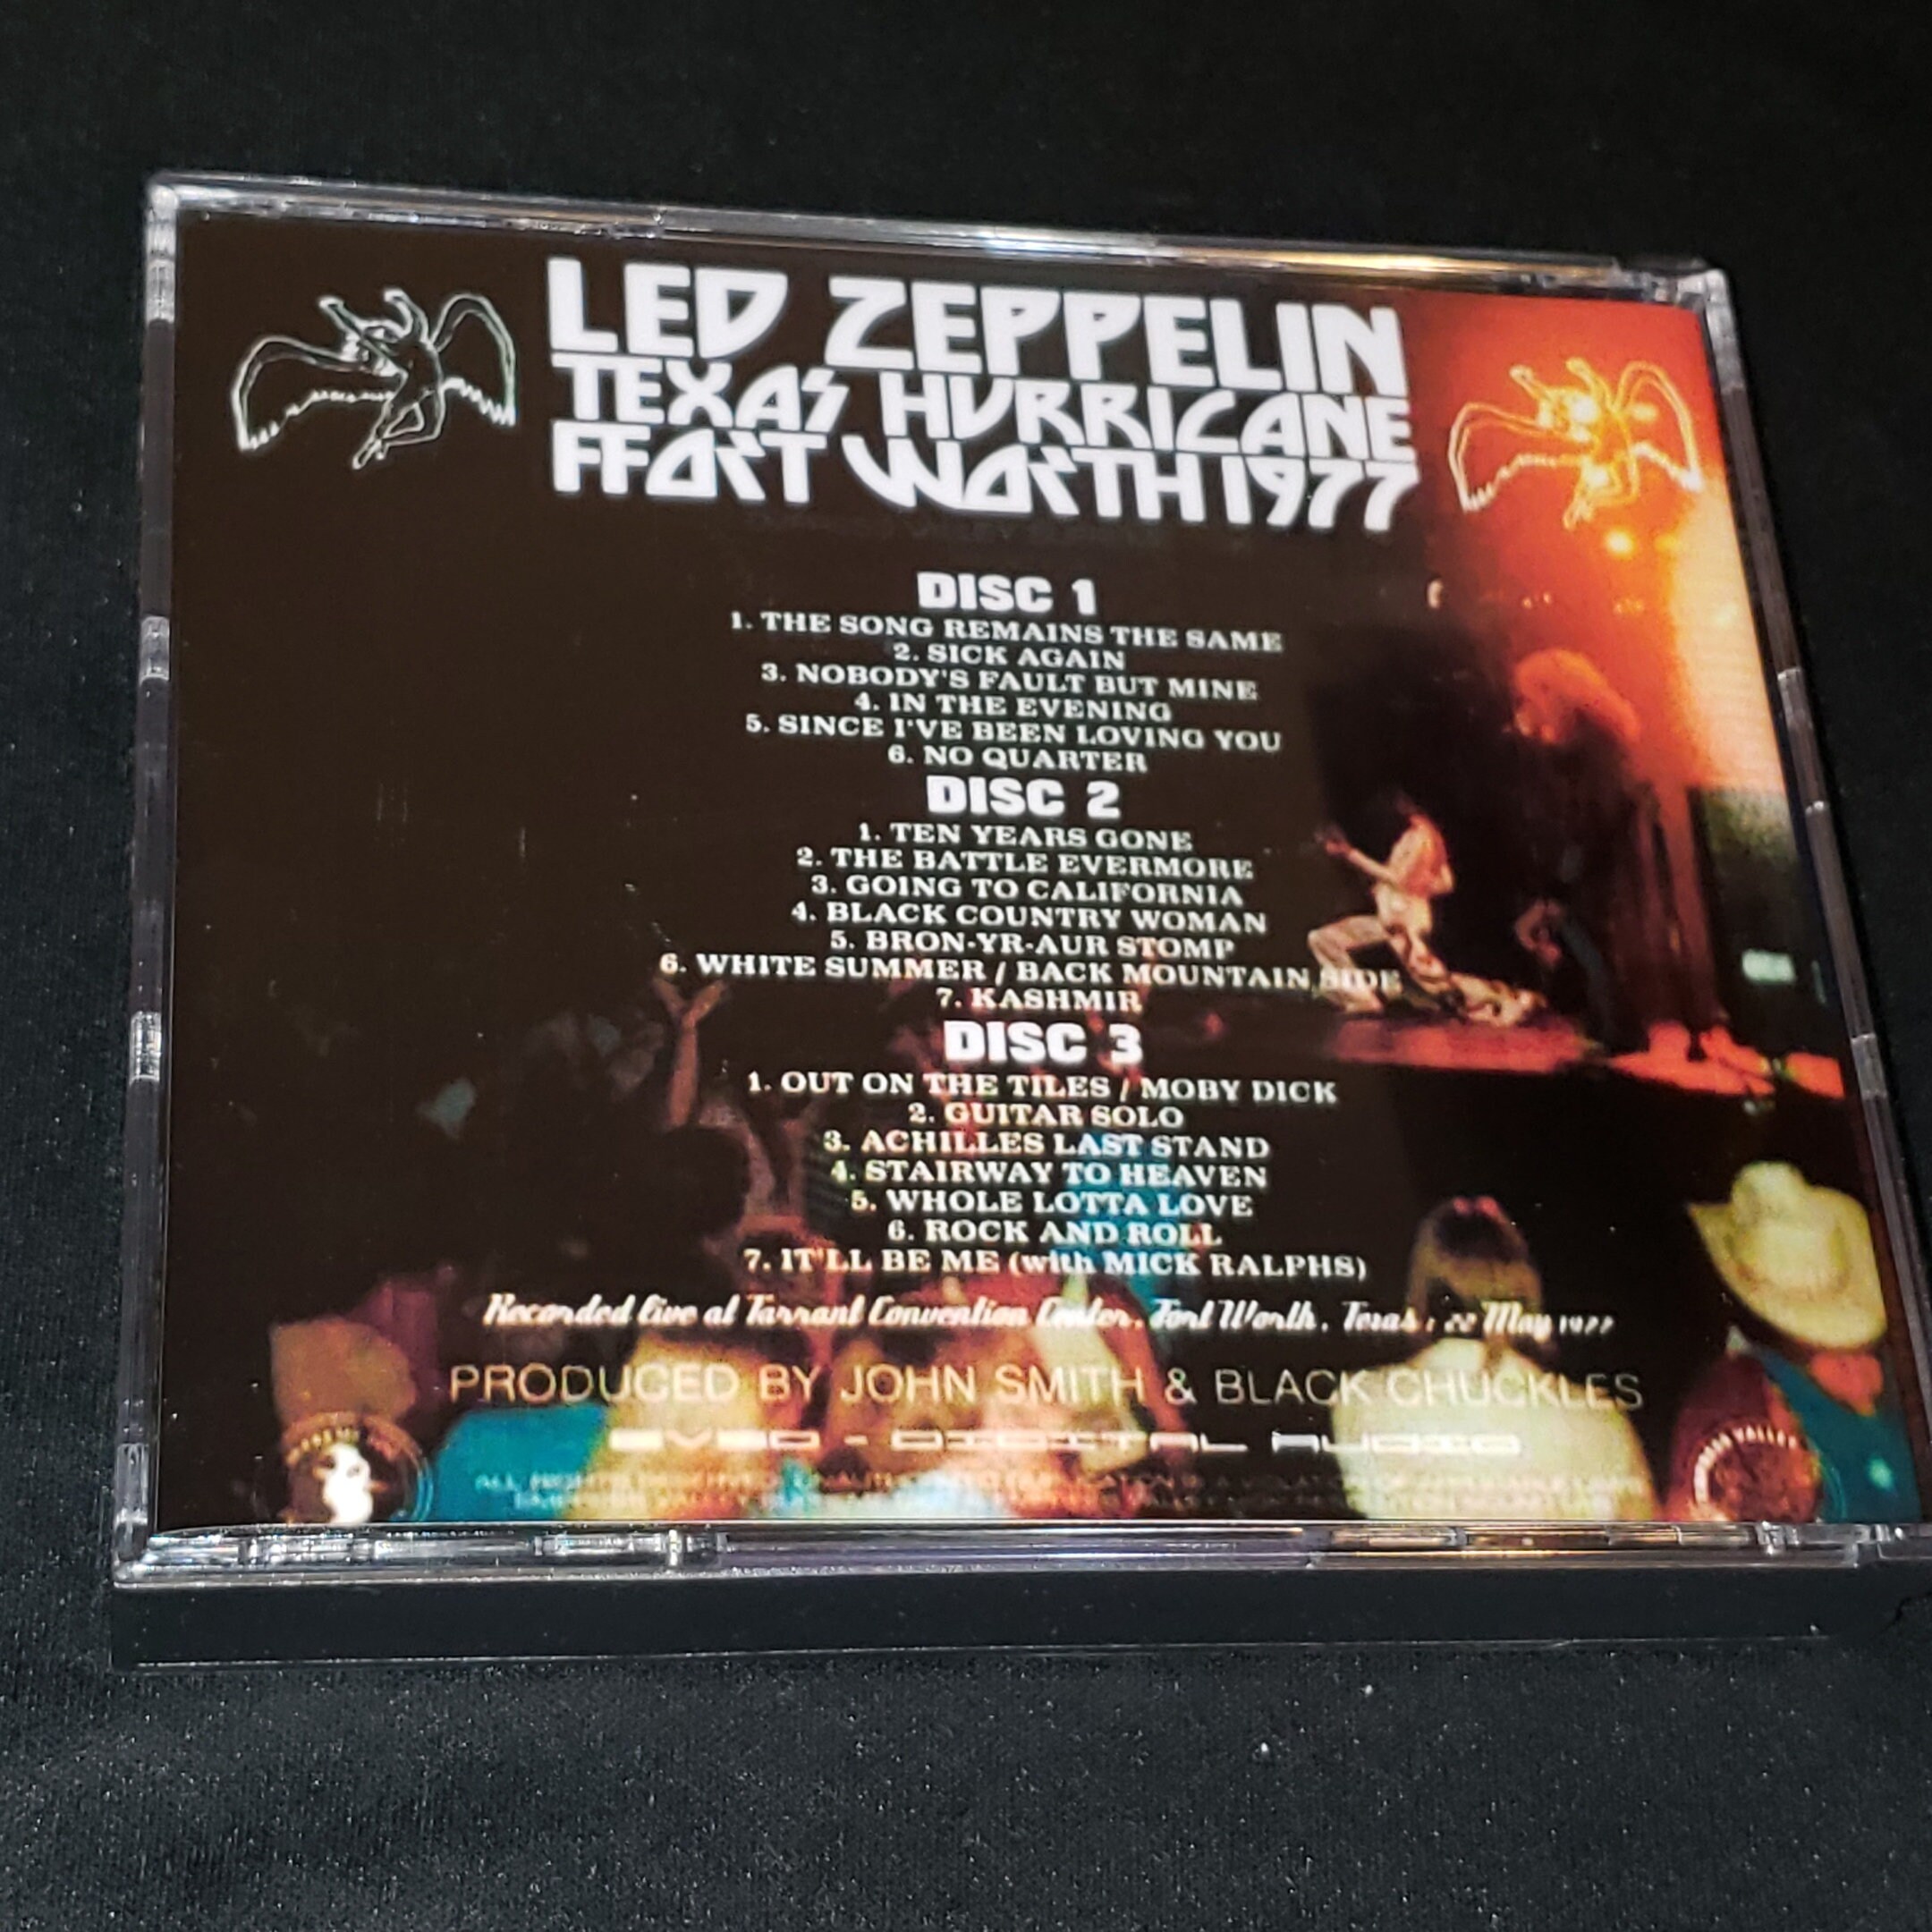 LED ZEPPELIN
TEXAS HURRICANE
FFORT WORTH 1977
DISC 1
1. THE SONG REMAINS THE SAME
2. SICK AGAIN
3. NOBODY'S FAULT BUT MINE
4. IN THE EVENING
5. SINCE I'VE BEEN LOVING YOU
6. NO QUARTER
DISC 2
1. TEN YEARS GONE
2. THE BATTLE EVERMORE
3. GOING TO CALIFORNIA
4. BLACK COUNTRY WOMAN
5. BRON-YR-AUR STOMP
6. WHITE SUMMER / BACK MOUNTAIN SIDE
7. KASHMIR
DISC 3
1. OUT ON THE TILES / MOBY DICK
2. GUITAR SOLO
3. ACHILLES LAST STAND
4. STAIRWAY TO HEAVEN
5. WHOLE LOTTA LOVE
6. ROCK AND ROLL
7. IT'LL BE ME (with MICK RALPHS)
Recorded live at Tarrant Convention Center, Fort Worth, Texas : 22 May 1977
PRODUCED BY JOHN SMITH & BLACK CHUCKLES
EVSD - DIGITAL AUDIO
VALLEY